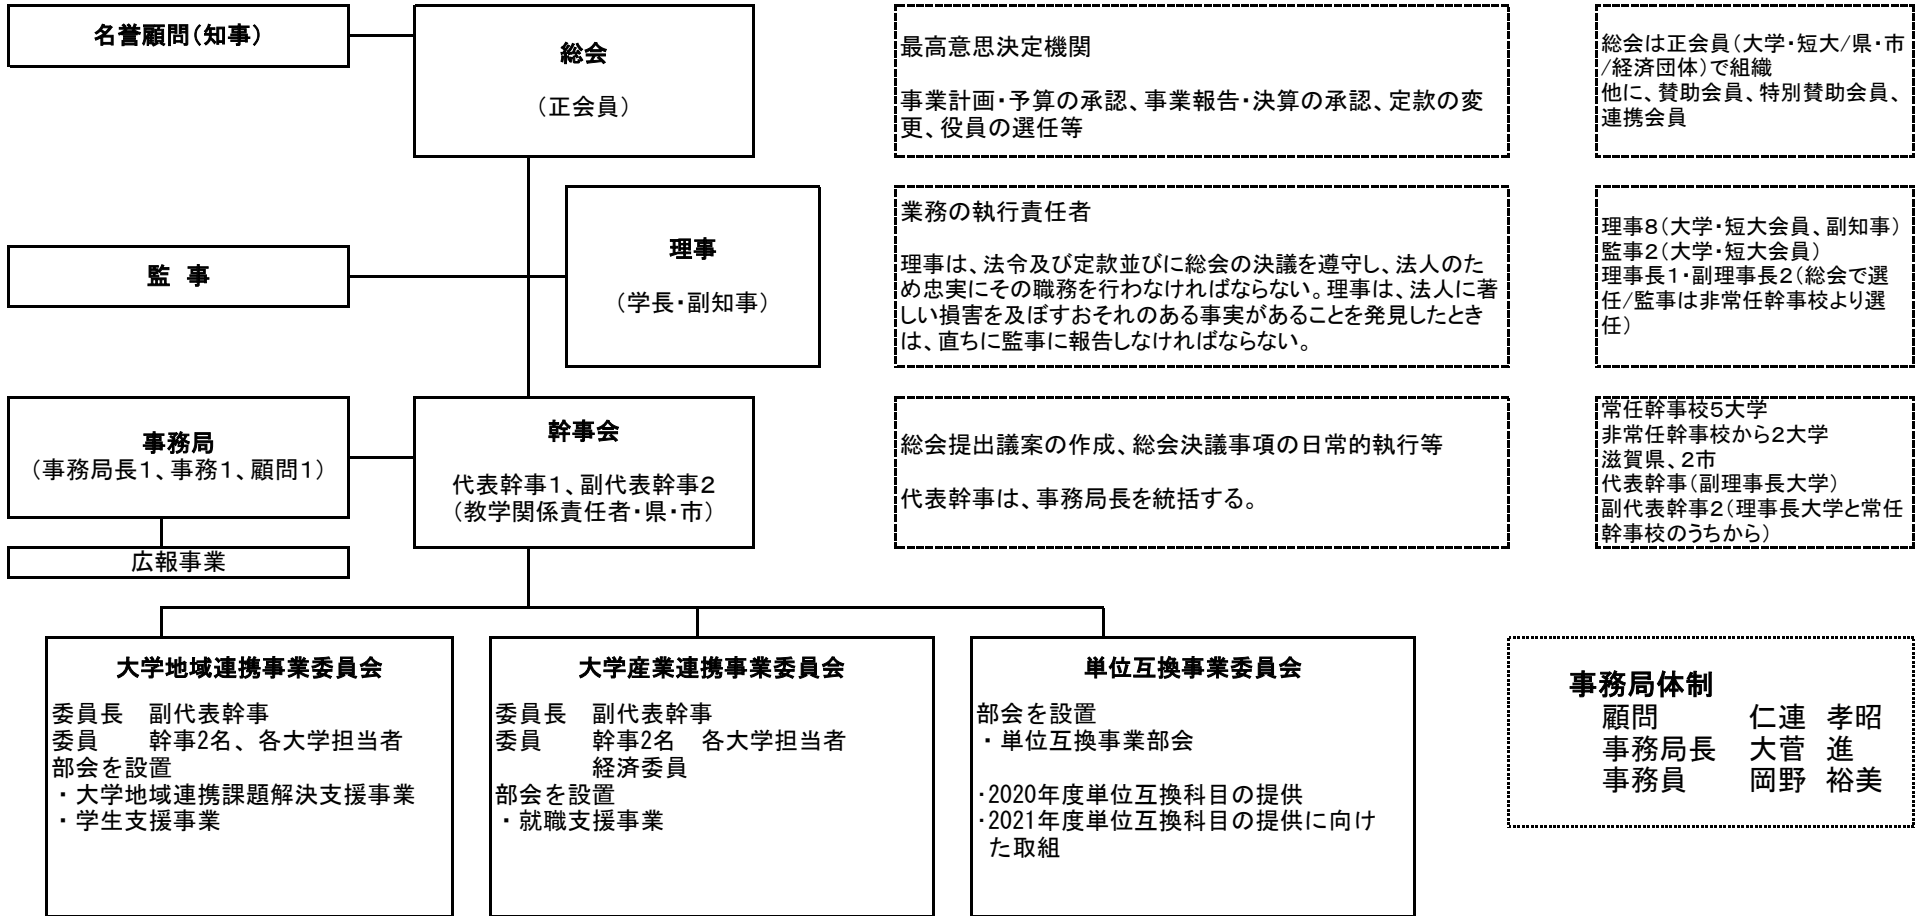 名誉顧問（知事）
総会
（正会員）
最高意思決定機関
事業計画・予算の承認、事業報告・決算の承認、定款の変
更、役員の選任等
総会は正会員（大学・短大/県・市
/経済団体）で組織
他に、賛助会員、特別賛助会員、
連携会員
監　事
理事
（学長・副知事）
業務の執行責任者
理事は、法令及び定款並びに総会の決議を遵守し、法人のた
め忠実にその職務を行わなければならない。理事は、法人に著
しい損害を及ぼすおそれのある事実があることを発見したとき
は、直ちに監事に報告しなければならない。
理事８（大学・短大会員、副知事）
監事２（大学・短大会員）
理事長１・副理事長２（総会で選
任/監事は非常任幹事校より選
任）
事務局
（事務局長１、事務１、顧問１）
広報事業
幹事会
代表幹事１、副代表幹事２
（教学関係責任者・県・市）
総会提出議案の作成、総会決議事項の日常的執行等
代表幹事は、事務局長を統括する。
常任幹事校５大学
非常任幹事校から２大学
滋賀県、２市
代表幹事（副理事長大学）
副代表幹事２（理事長大学と常任
幹事校のうちから）
大学地域連携事業委員会
委員長　副代表幹事
委員　　幹事2名、各大学担当者
部会を設置
・大学地域連携課題解決支援事業
・学生支援事業
大学産業連携事業委員会
委員長　副代表幹事
委員　　幹事2名　各大学担当者
経済委員
部会を設置
・就職支援事業
単位互換事業委員会
部会を設置
・単位互換事業部会
・2020年度単位互換科目の提供
・2021年度単位互換科目の提供に向け
た取組
事務局体制
顧問　　仁連　孝昭
事務局長　大菅　進
事務員　岡野　裕美